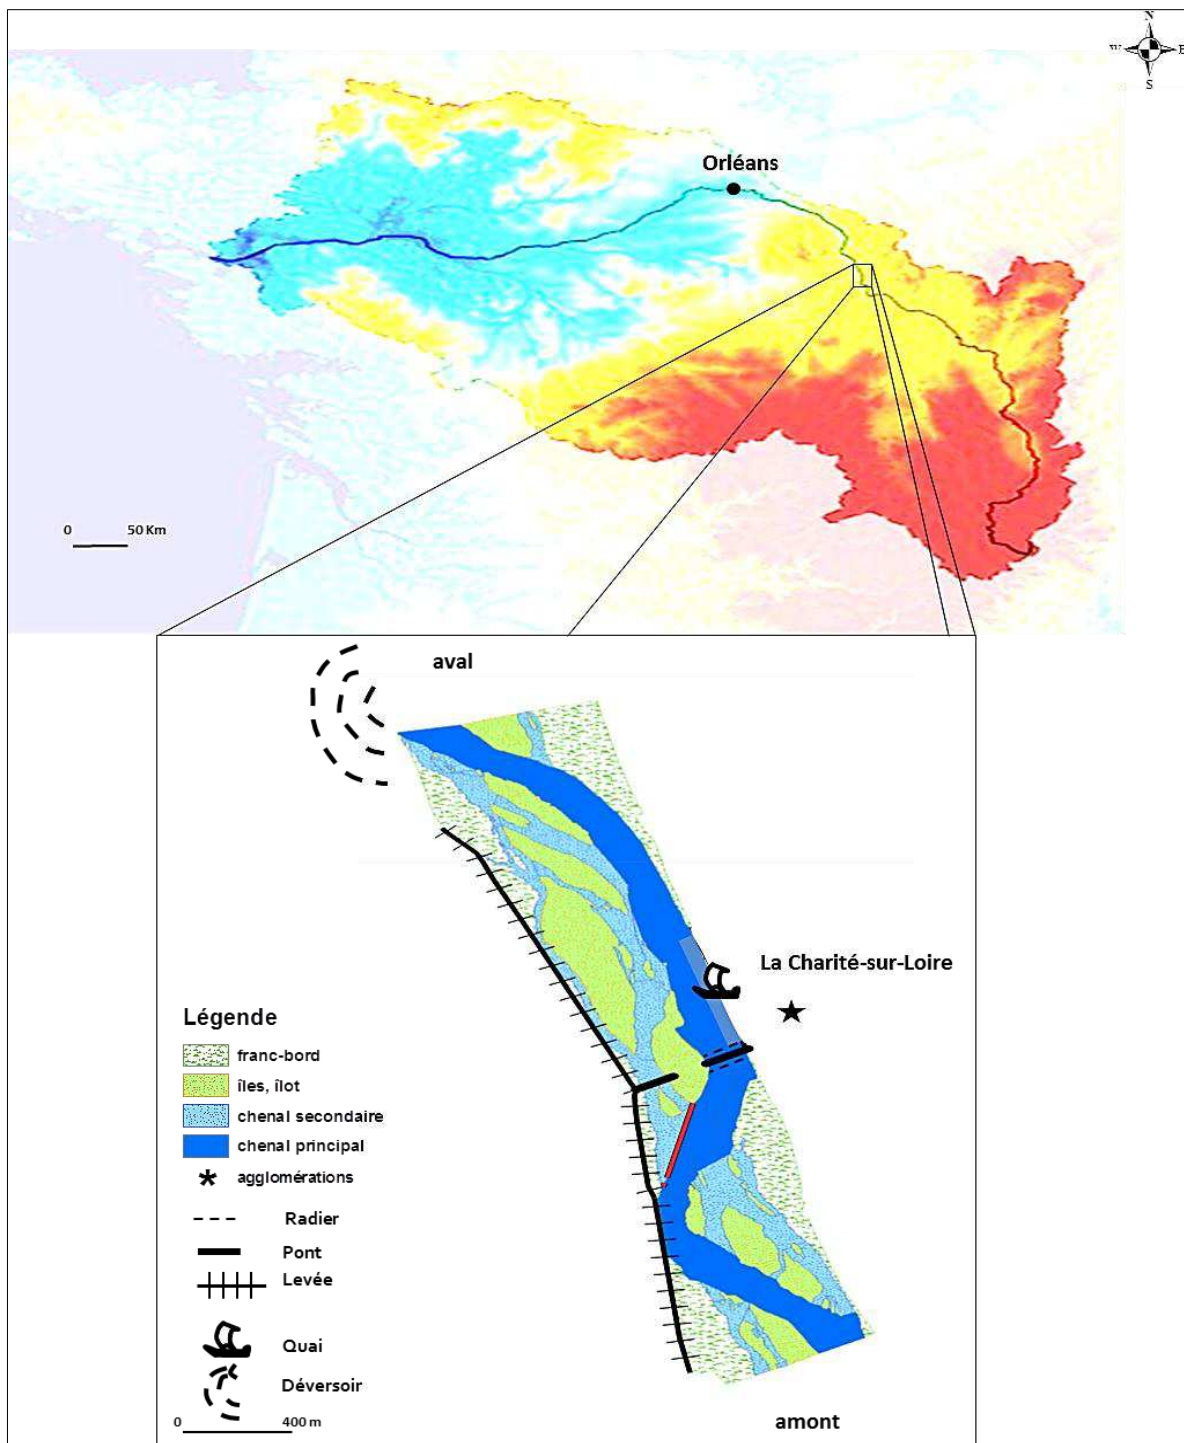 N
W E
S
Orléans
0 50 Km
aval
La Charité-sur-Loire
Légende
franc-bord
îles, îlot
chenal secondaire
chenal principal
agglomérations
Radier
Pont
Levée
Quai
Déversoir
0 400 m
amont